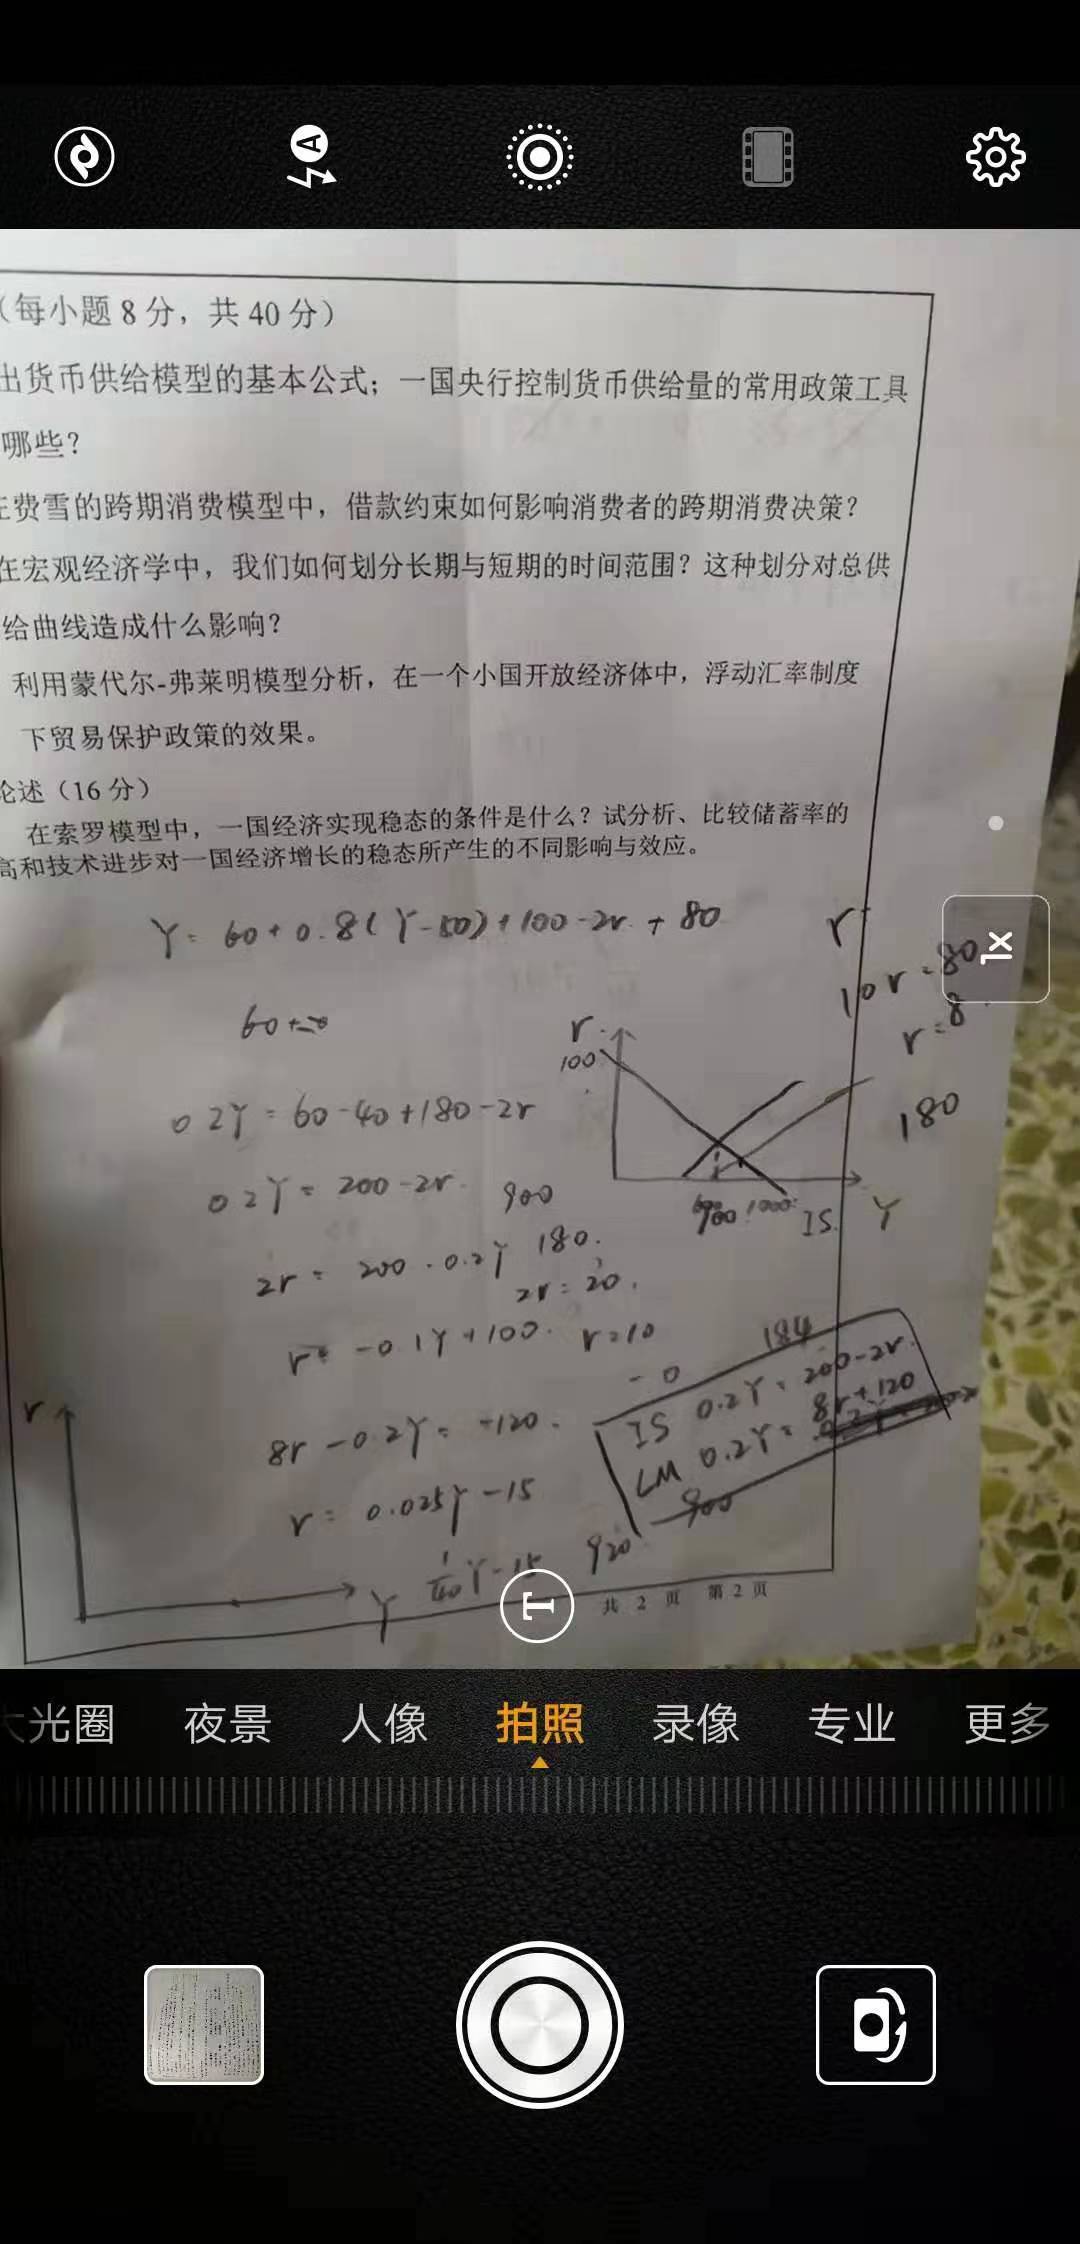 A
（每小题 8 分，共 40 分）
出货币供给模型的基本公式；一国央行控制货币供给量的常用政策工具
哪些？
在费雪的跨期消费模型中，借款约束如何影响消费者的跨期消费决策？
在宏观经济学中，我们如何划分长期与短期的时间范围？这种划分对总供
给曲线造成什么影响？
利用蒙代尔-弗莱明模型分析，在一个小国开放经济体中，浮动汇率制度
下贸易保护政策的效果。
论述（16 分）
在索罗模型中，一国经济实现稳态的条件是什么？试分析、比较储蓄率的
高和技术进步对一国经济增长的稳态所产生的不同影响与效应。
Y = 60 + 0.8(Y-50) + 100-2r + 80
r
1x
10r = 80
r = 8
60+
r
100
180
0 2Y = 60-40+180-2r
0 2Y = 200-2r
900
900 1000
IS
Y
2r = 200 - 0.2Y
180
2r = 20
r = -0.1Y+100
r=10
184
- 0
IS 0.2Y = 200-2r
LM 0.2Y = 8r+120
r
8r -0.2Y = -120
r = 0.025Y -15
900
920
1/40 Y-15
Y
T
共 2 页 第 2 页
大光圈 夜景 人像 拍照 录像 专业 更多